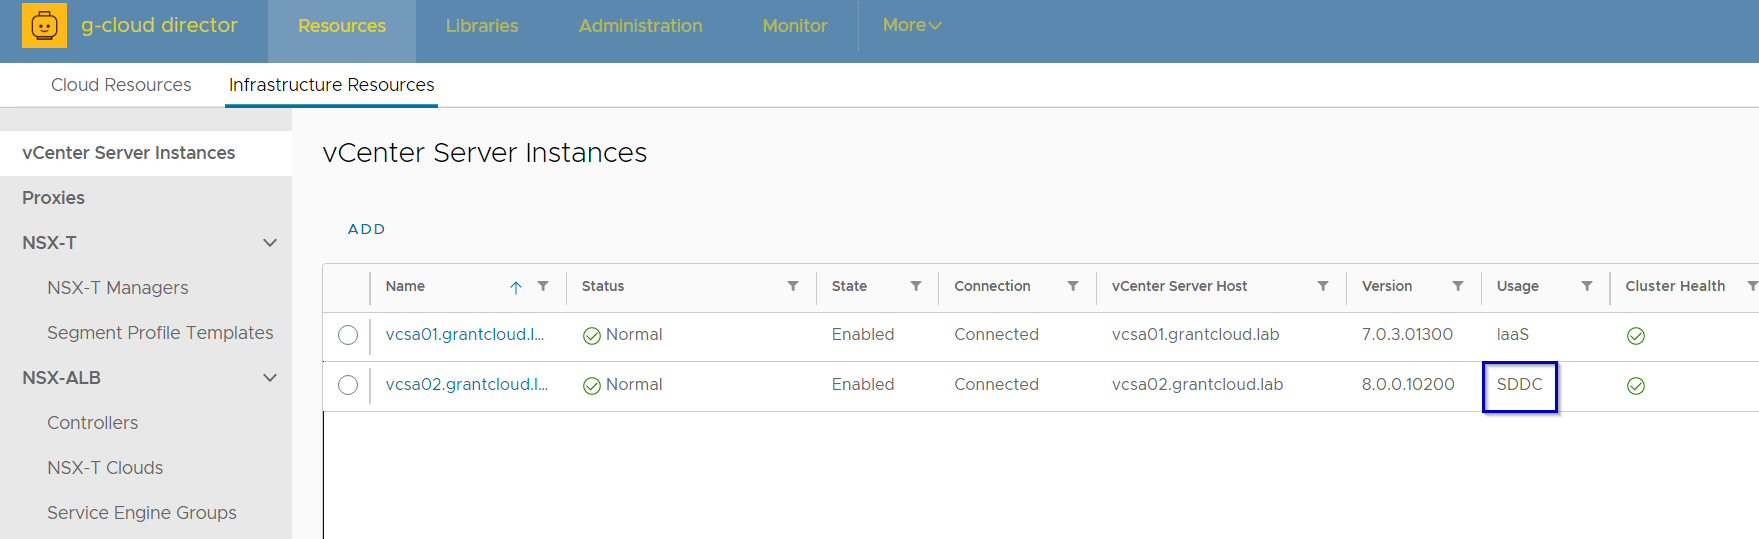 g-cloud director Resources Libraries Administration Monitor More
Cloud Resources Infrastructure Resources
vCenter Server Instances
Proxies
NSX-T
NSX-T Managers
Segment Profile Templates
NSX-ALB
Controllers
NSX-T Clouds
Service Engine Groups
vCenter Server Instances
ADD
Name Status State Connection vCenter Server Host Version Usage Cluster Health
vcsa01.grantcloud.l... Normal Enabled Connected vcsa01.grantcloud.lab 7.0.3.01300 IaaS
vcsa02.grantcloud.l... Normal Enabled Connected vcsa02.grantcloud.lab 8.0.0.10200 SDDC